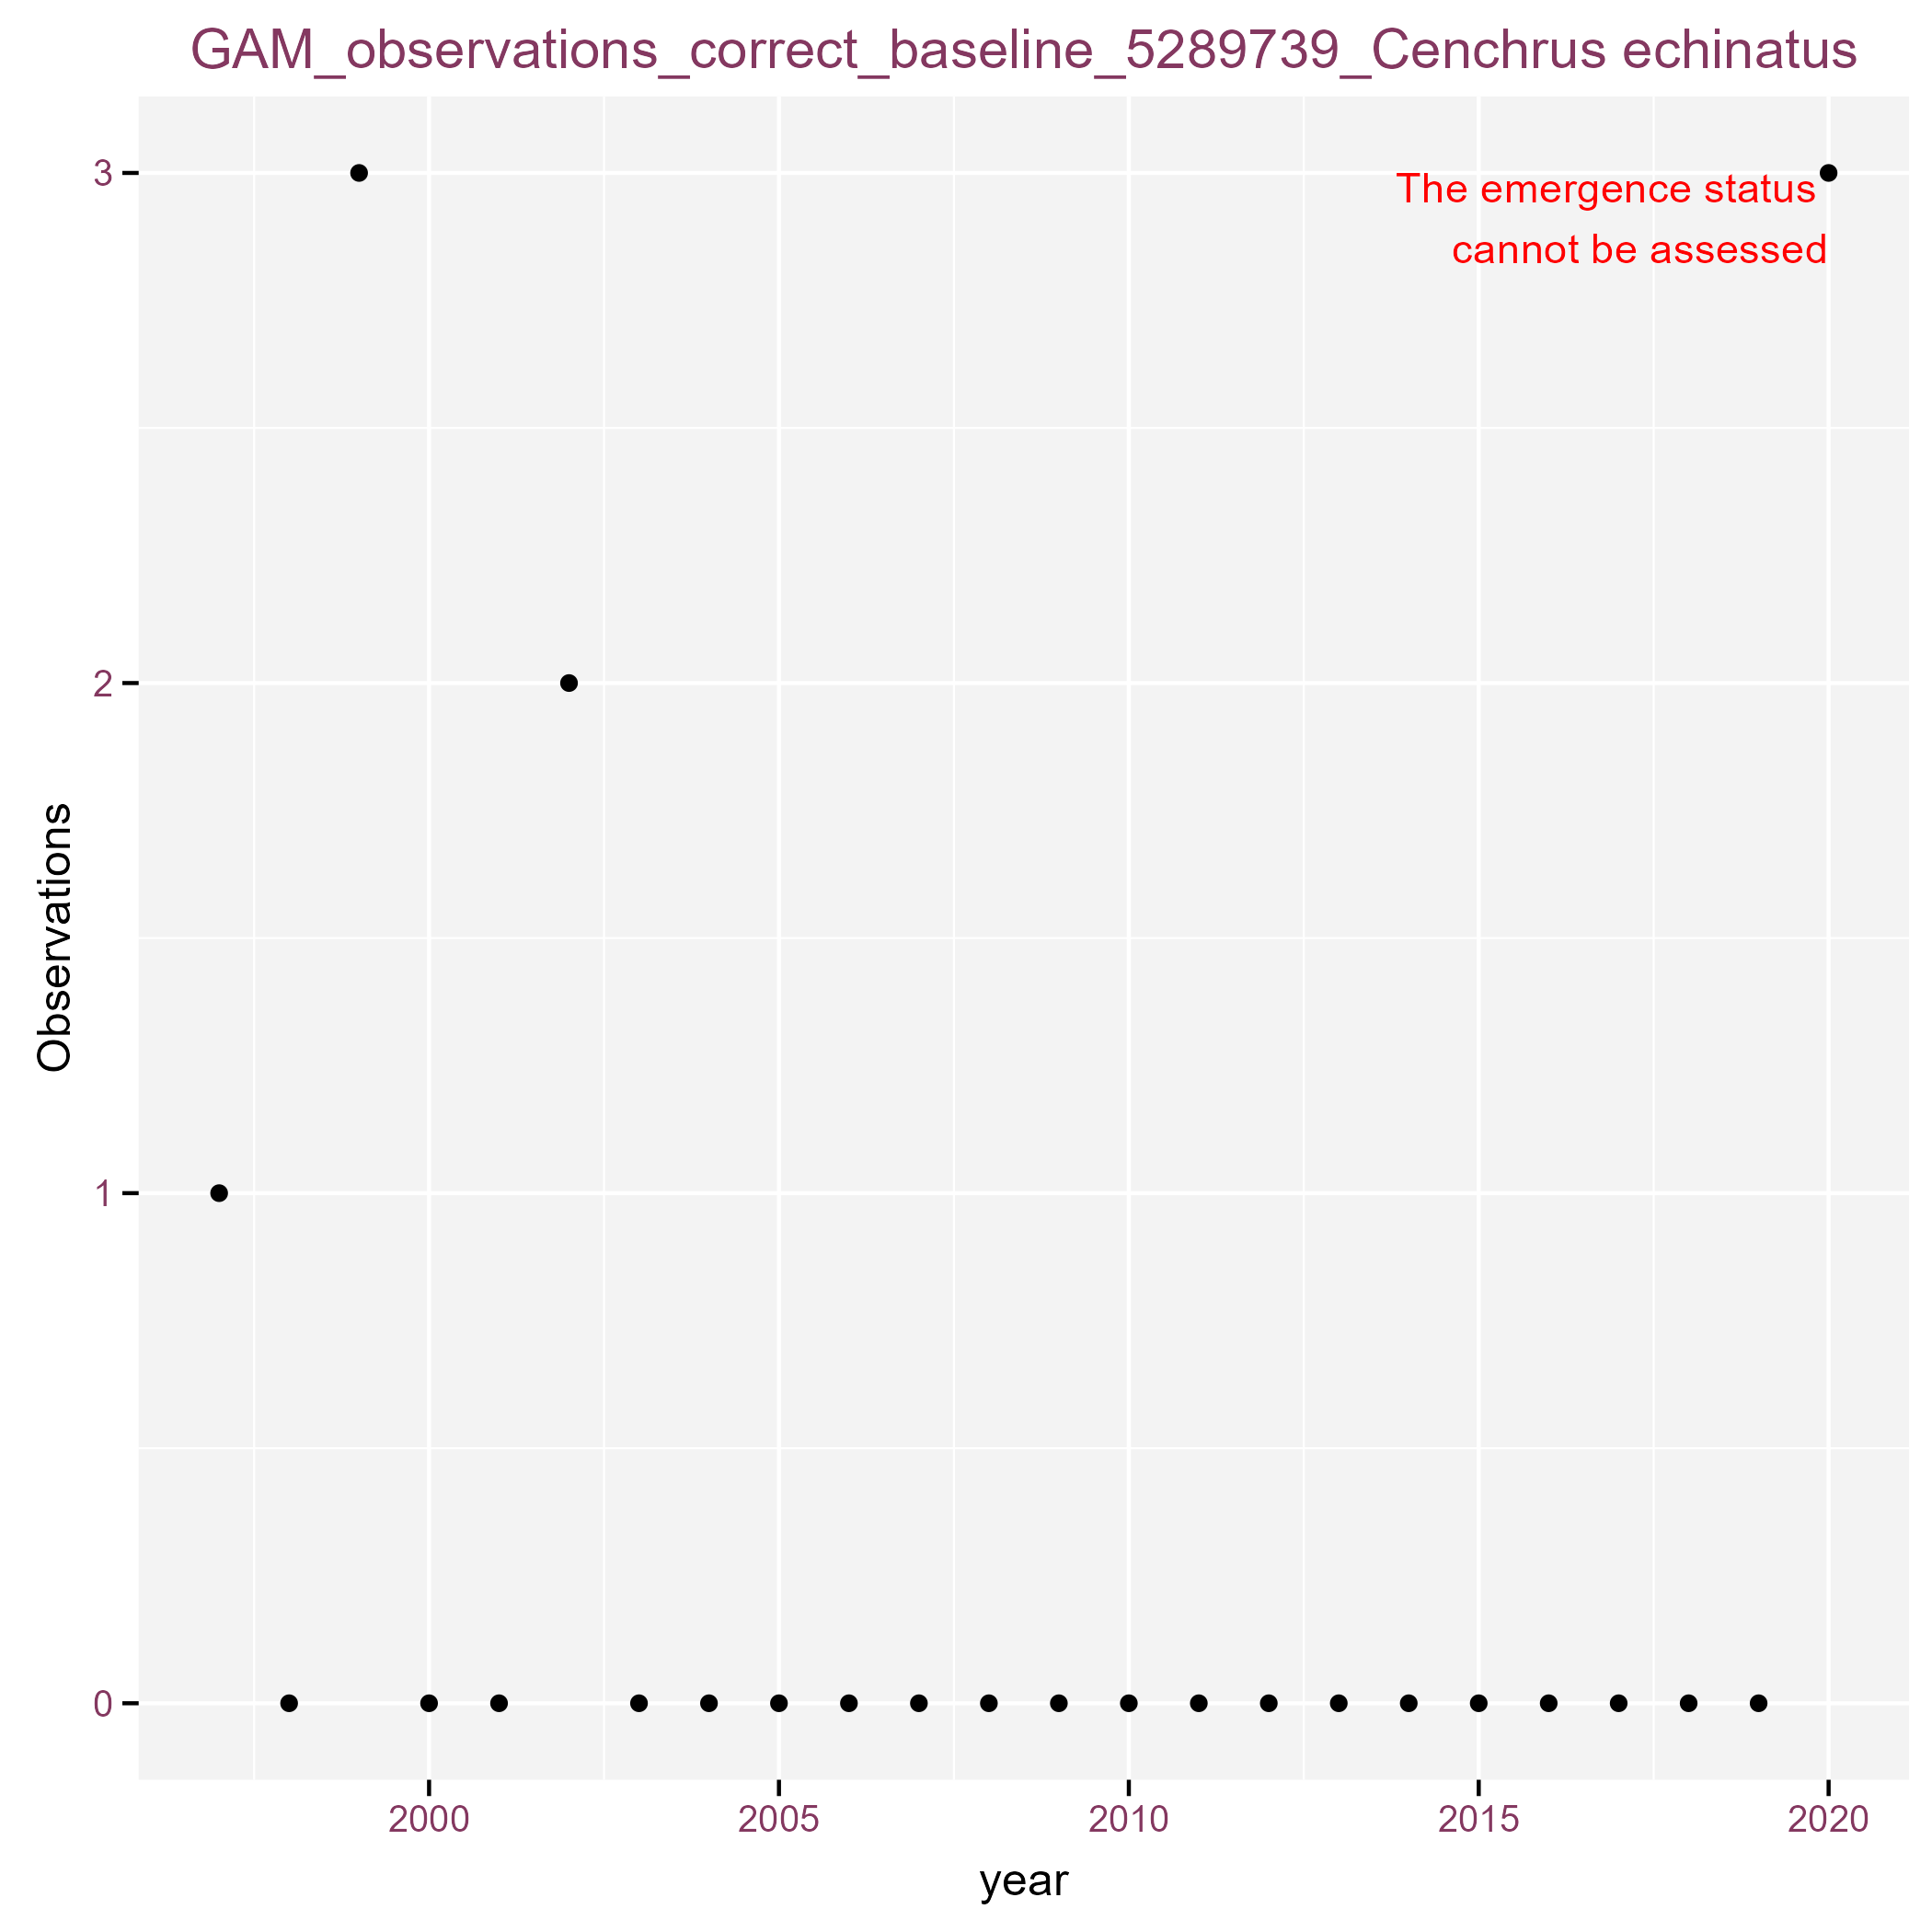 GAM_observations_correct_baseline_5289739_Cenchrus echinatus
3
The emergence status
cannot be assessed
2
Observations
1
0
2000 2005 2010 2015 2020
year